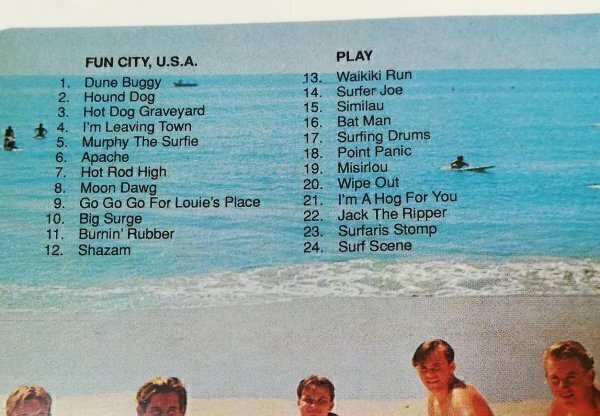 FUN CITY, U.S.A.
1. Dune Buggy
2. Hound Dog
3. Hot Dog Graveyard
4. I'm Leaving Town
5. Murphy The Surfie
6. Apache
7. Hot Rod High
8. Moon Dawg
9. Go Go Go For Louie's Place
10. Big Surge
11. Burnin' Rubber
12. Shazam
PLAY
13. Waikiki Run
14. Surfer Joe
15. Similau
16. Bat Man
17. Surfing Drums
18. Point Panic
19. Misirlou
20. Wipe Out
21. I'm A Hog For You
22. Jack The Ripper
23. Surfaris Stomp
24. Surf Scene